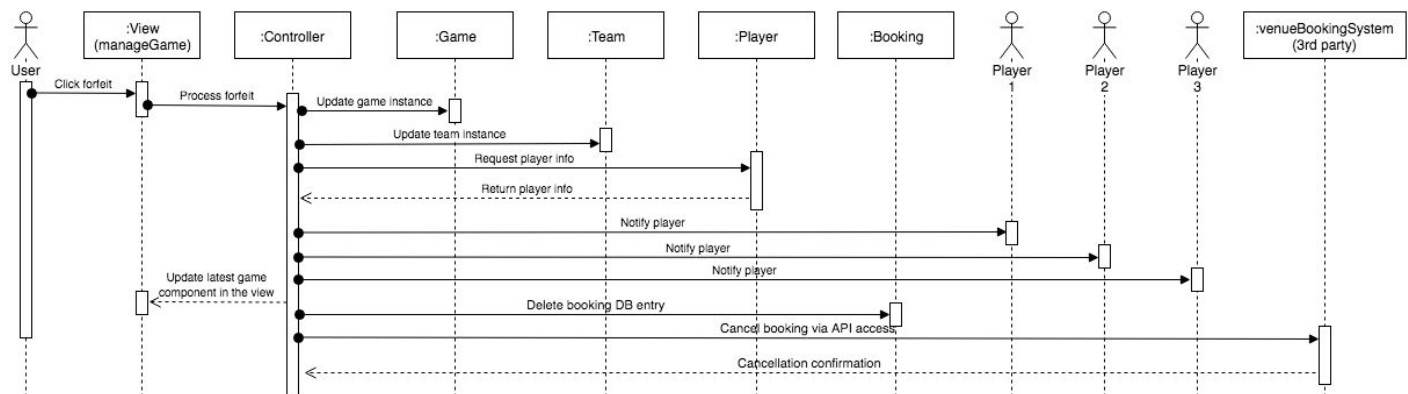 :View
(manageGame)
:Controller
:Game
:Team
:Player
:Booking
:venueBookingSystem
(3rd party)
User
Player
1
Player
2
Player
3
Click forfeit
Process forfeit
Update game instance
Update team instance
Request player info
Return player info
Notify player
Notify player
Notify player
Update latest game
component in the view
Delete booking DB entry
Cancel booking via API access
Cancellation confirmation